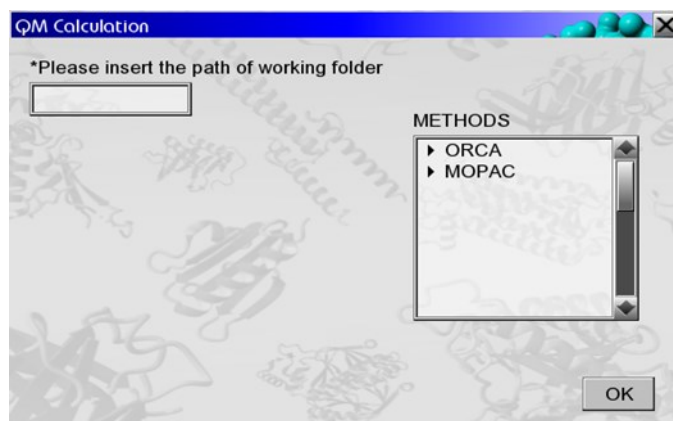 QM Calculation
*Please insert the path of working folder
METHODS
ORCA
MOPAC
OK